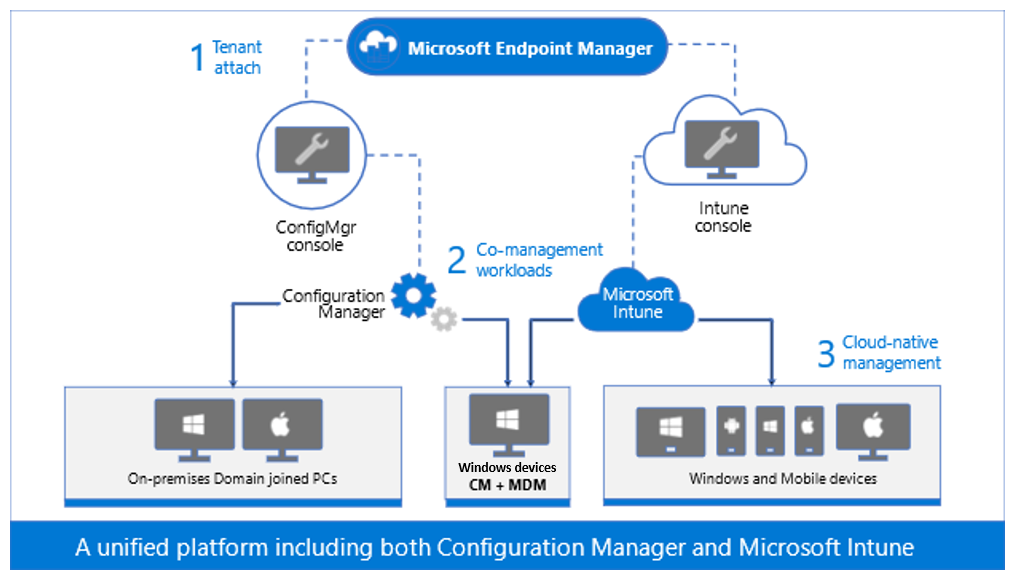 Microsoft Endpoint Manager
1 Tenant
attach
ConfigMgr
console
Intune
console
2 Co-management
workloads
Configuration
Manager
Microsoft
Intune
3 Cloud-native
management
On-premises Domain joined PCs
Windows devices
CM + MDM
Windows and Mobile devices
A unified platform including both Configuration Manager and Microsoft Intune